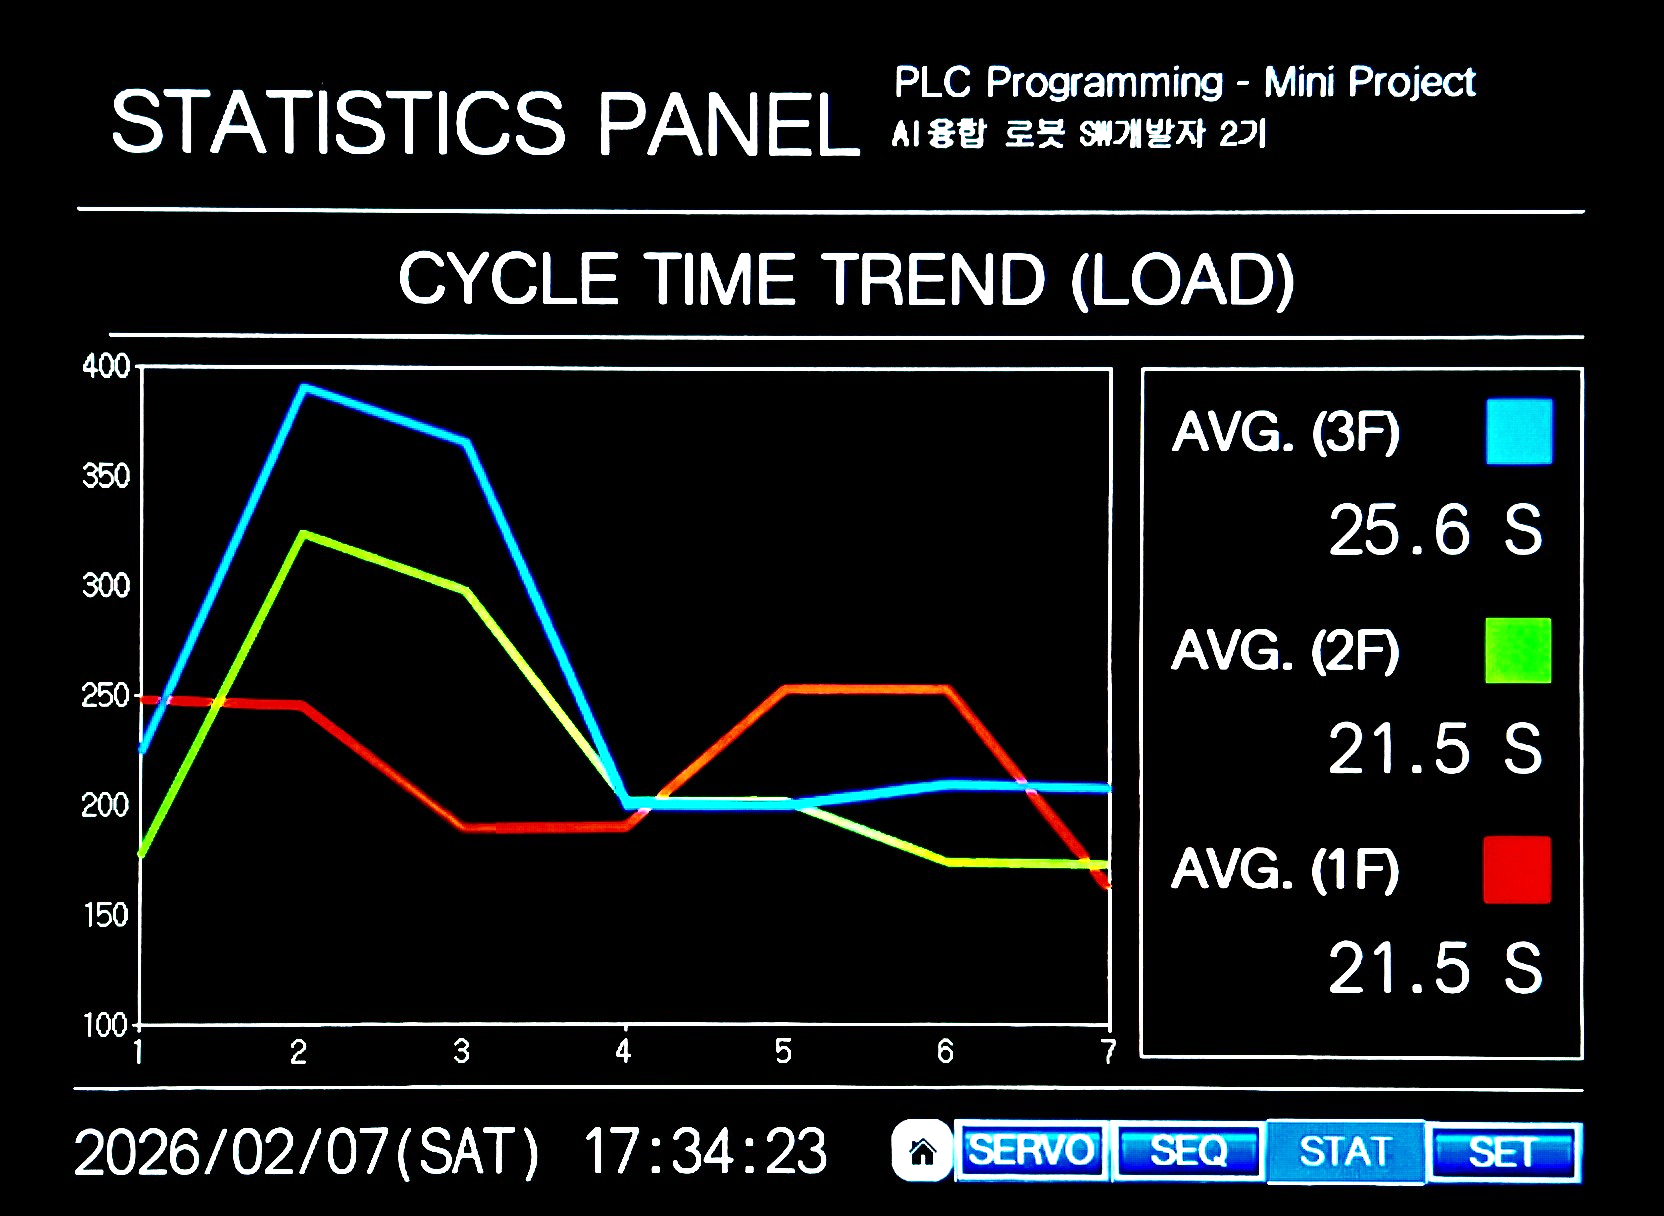 STATISTICS PANEL
PLC Programming - Mini Project
AI융합 로봇 SW개발자 2기
CYCLE TIME TREND (LOAD)
400
350
300
250
200
150
100
1 2 3 4 5 6 7
AVG. (3F)
25.6 S
AVG. (2F)
21.5 S
AVG. (1F)
21.5 S
2026/02/07(SAT) 17:34:23
SERVO
SEQ
STAT
SET